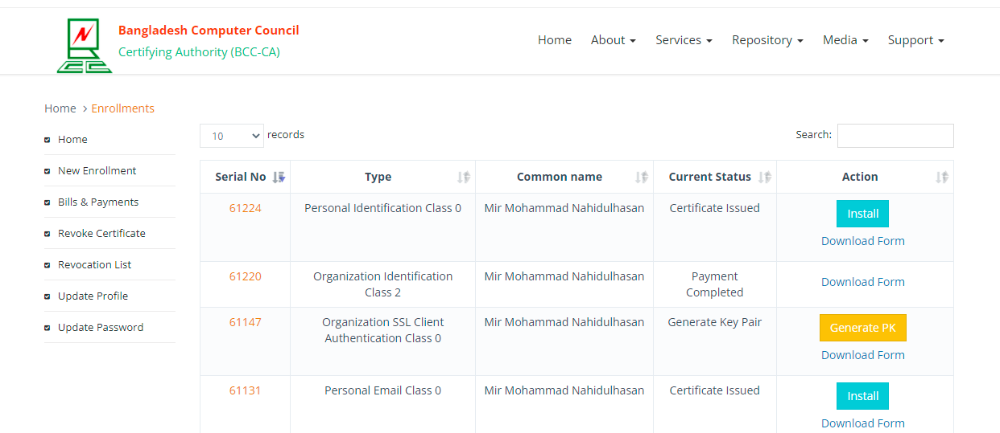 Bangladesh Computer Council
Certifying Authority (BCC-CA)
Home About Services Repository Media Support
Home > Enrollments
Home
New Enrollment
Bills & Payments
Revoke Certificate
Revocation List
Update Profile
Update Password
10 records
Search:
Serial No Type Common name Current Status Action
61224 Personal Identification Class 0 Mir Mohammad Nahidulhasan Certificate Issued Install
Download Form
61220 Organization Identification Mir Mohammad Nahidulhasan Payment Download Form
Class 2 Completed
61147 Organization SSL Client Mir Mohammad Nahidulhasan Generate Key Pair Generate PK
Authentication Class 0
Download Form
61131 Personal Email Class 0 Mir Mohammad Nahidulhasan Certificate Issued Install
Download Form